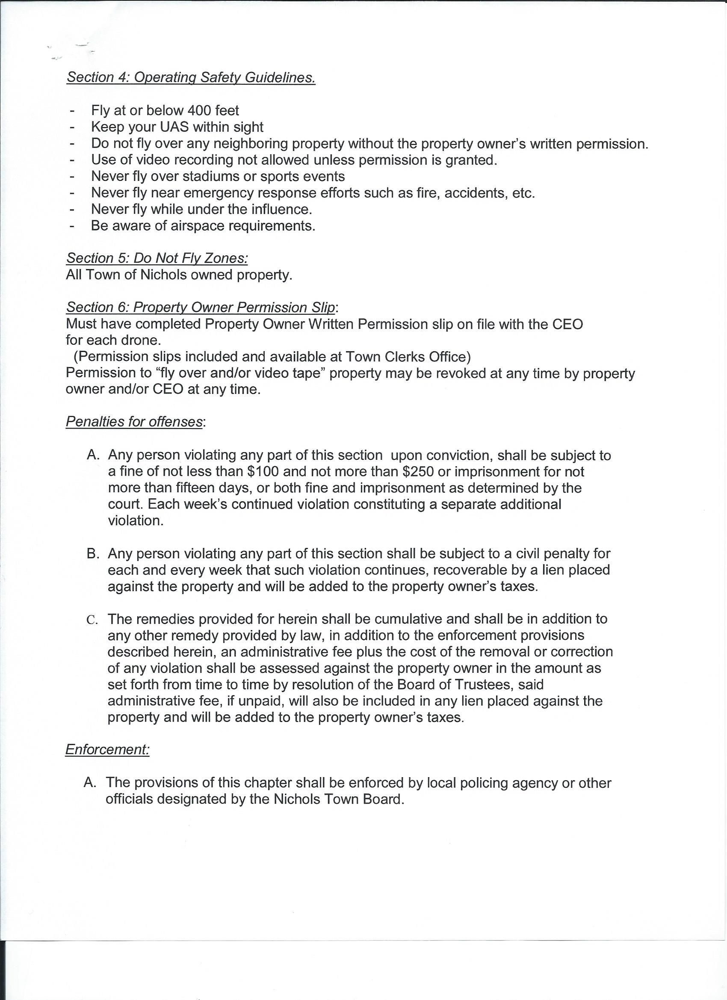 Section 4: Operating Safety Guidelines.
- Fly at or below 400 feet
- Keep your UAS within sight
- Do not fly over any neighboring property without the property owner's written permission.
- Use of video recording not allowed unless permission is granted.
- Never fly over stadiums or sports events
- Never fly near emergency response efforts such as fire, accidents, etc.
- Never fly while under the influence.
- Be aware of airspace requirements.
Section 5: Do Not Fly Zones:
All Town of Nichols owned property.
Section 6: Property Owner Permission Slip:
Must have completed Property Owner Written Permission slip on file with the CEO
for each drone.
(Permission slips included and available at Town Clerks Office)
Permission to “fly over and/or video tape” property may be revoked at any time by property
owner and/or CEO at any time.
Penalties for offenses:
A. Any person violating any part of this section upon conviction, shall be subject to
a fine of not less than $100 and not more than $250 or imprisonment for not
more than fifteen days, or both fine and imprisonment as determined by the
court. Each week's continued violation constituting a separate additional
violation.
B. Any person violating any part of this section shall be subject to a civil penalty for
each and every week that such violation continues, recoverable by a lien placed
against the property and will be added to the property owner's taxes.
C. The remedies provided for herein shall be cumulative and shall be in addition to
any other remedy provided by law, in addition to the enforcement provisions
described herein, an administrative fee plus the cost of the removal or correction
of any violation shall be assessed against the property owner in the amount as
set forth from time to time by resolution of the Board of Trustees, said
administrative fee, if unpaid, will also be included in any lien placed against the
property and will be added to the property owner's taxes.
Enforcement:
A. The provisions of this chapter shall be enforced by local policing agency or other
officials designated by the Nichols Town Board.